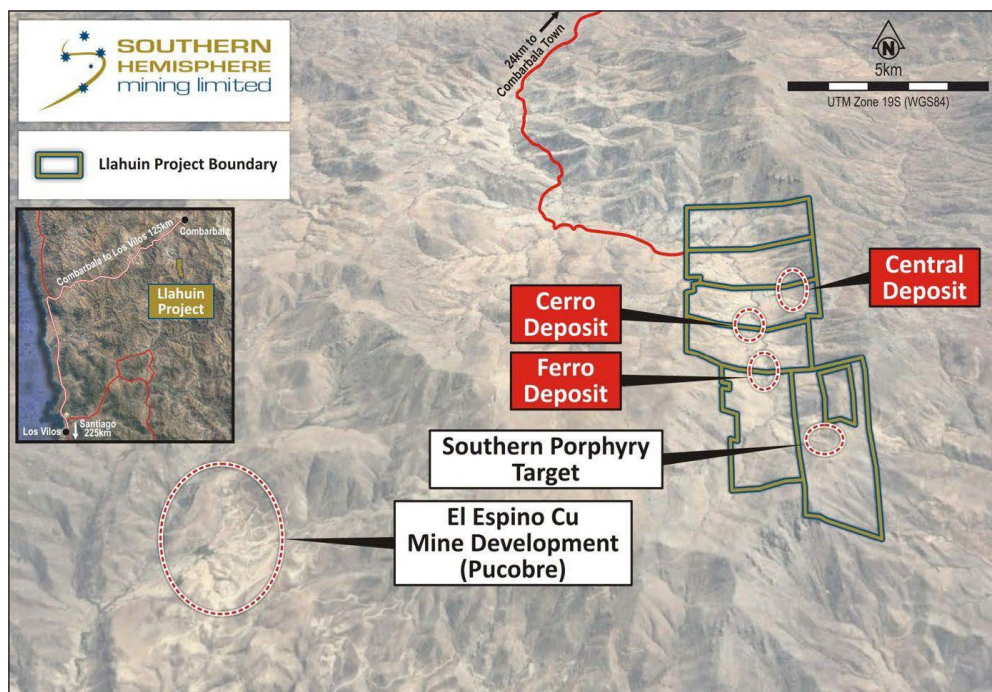 SOUTHERN
HEMISPHERE
mining limited
Llahuin Project Boundary
24km to
Combarbala Town
N
5km
UTM Zone 19S (WGS84)
Combarbala to Los Vilos 125km
Combarbala
Llahuin
Project
Santiago
225km
Los Vilos
Central
Deposit
Cerro
Deposit
Ferro
Deposit
Southern Porphyry
Target
El Espino Cu
Mine Development
(Pucobre)